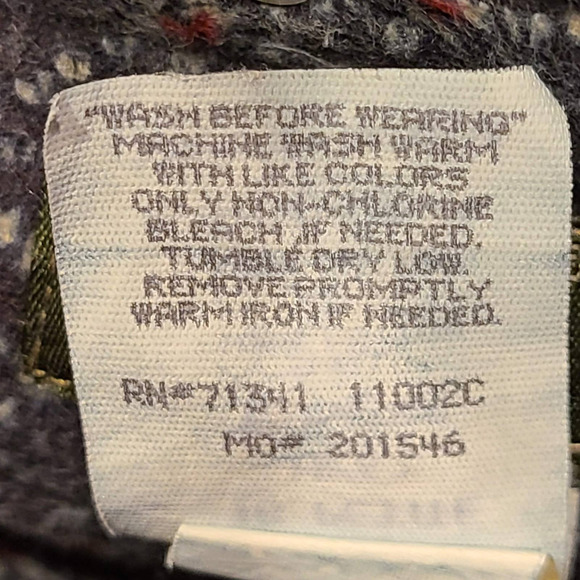 "WASH BEFORE WEARING"
MACHINE WASH WARM
WITH LIKE COLORS
ONLY NON-CHLORINE
BLEACH .IF NEEDED.
TUMBLE DRY LOW.
REMOVE PROMPTLY
WARM IRON IF NEEDED.
RN# 71341 11002C
MO# 201546